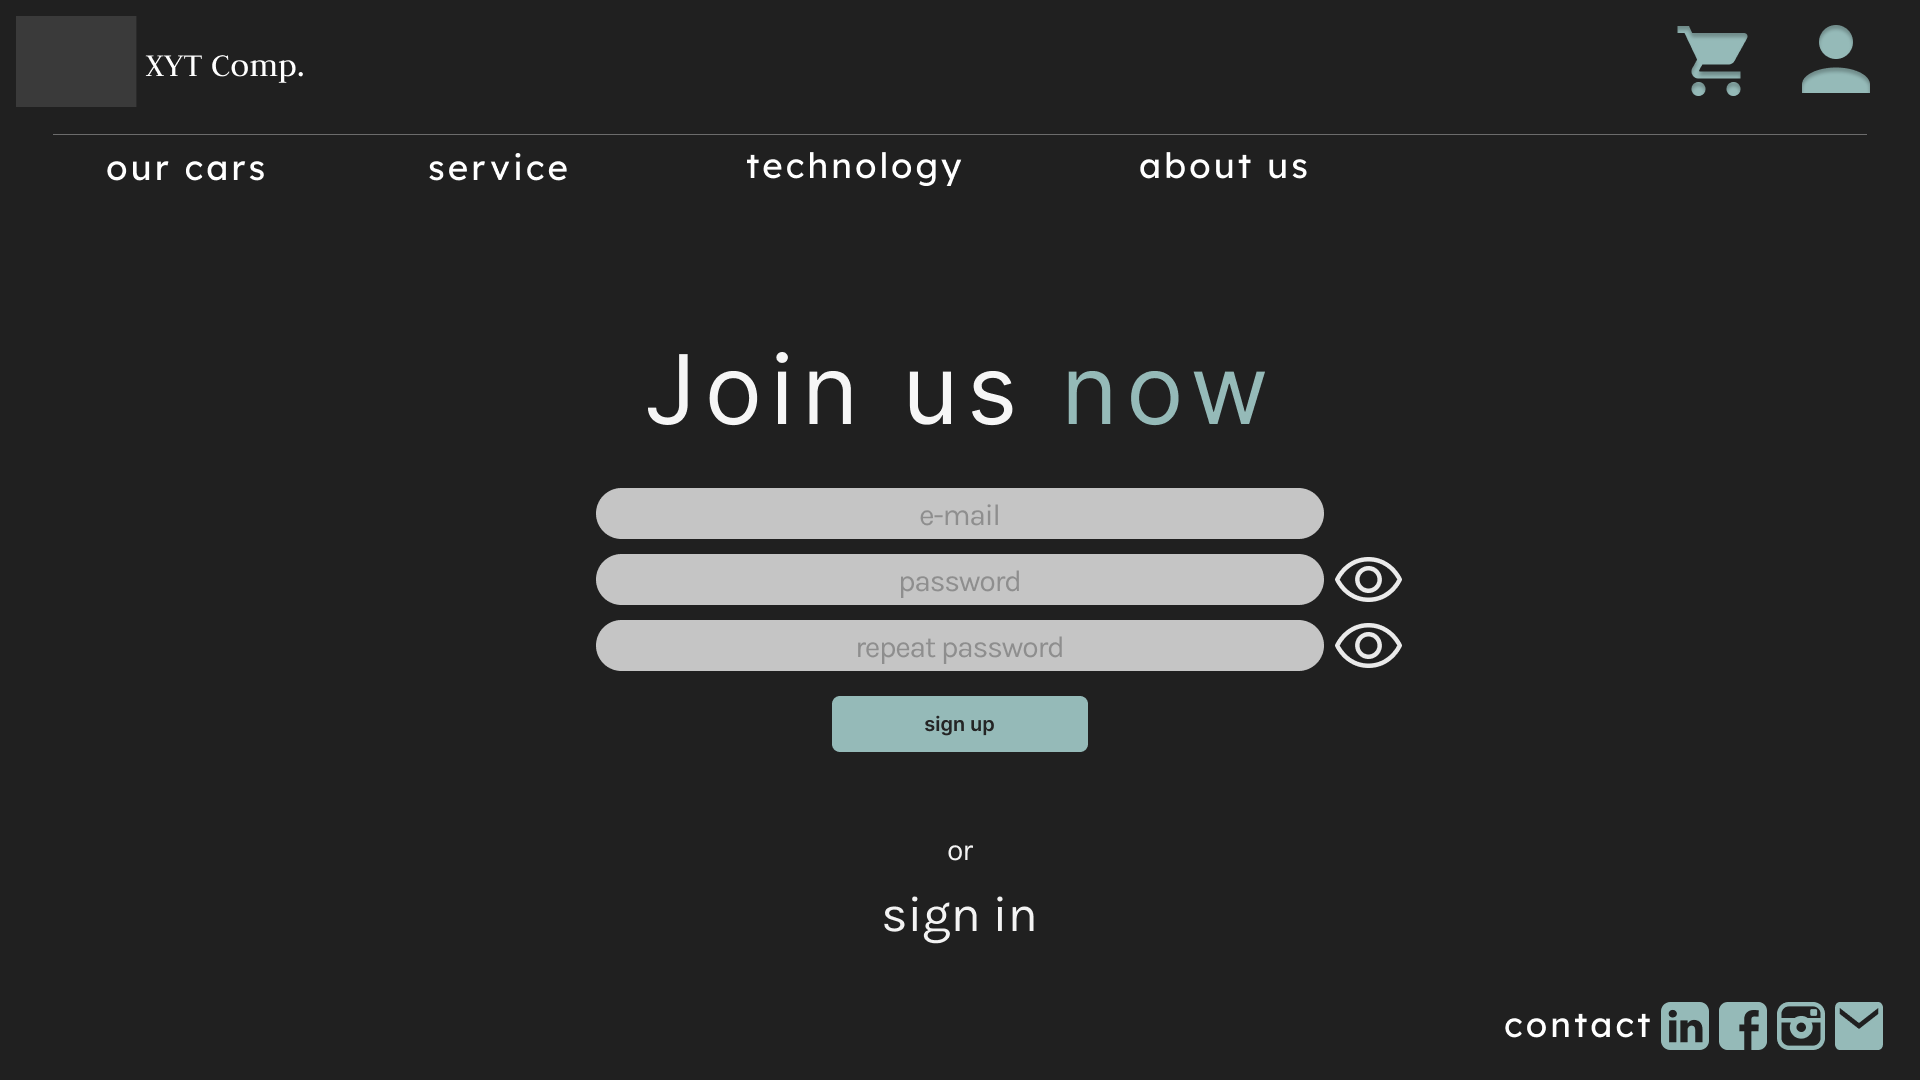 XYT Comp.
our cars service technology about us
Join us now
e-mail
password
repeat password
sign up
or
sign in
contact in f